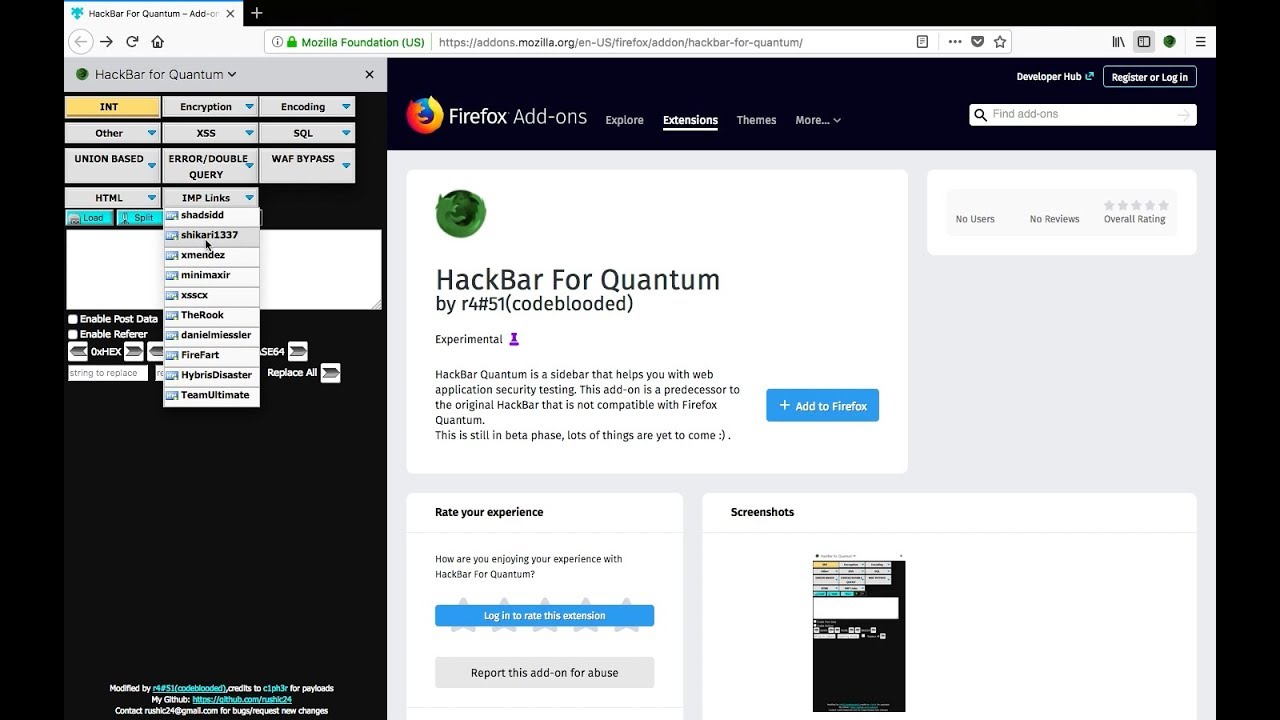 HackBar For Quantum – Add-on
Mozilla Foundation (US)
https://addons.mozilla.org/en-US/firefox/addon/hackbar-for-quantum/
HackBar for Quantum
INT
Encryption
Encoding
Other
XSS
SQL
UNION BASED
ERROR/DOUBLE QUERY
WAF BYPASS
HTML
IMP Links
Load
Split
shadsidd
shikari1337
xmendez
minimaxir
xsscx
TheRook
danielmiessler
FireFart
HybrisDisaster
TeamUltimate
Enable Post Data
Enable Referer
0xHEX
SE64
string to replace
Replace All
Modified by r4#51(codeblooded),credits to c1ph3r for payloads
My Github: https://github.com/rushic24
Contact rushic24@gmail.com for bugs/request new changes
Developer Hub
Register or Log in
Firefox Add-ons
Explore
Extensions
Themes
More...
Find add-ons
HackBar For Quantum
by r4#51(codeblooded)
Experimental
HackBar Quantum is a sidebar that helps you with web
application security testing. This add-on is a predecessor to
the original HackBar that is not compatible with Firefox
Quantum.
This is still in beta phase, lots of things are yet to come :) .
Add to Firefox
No Users
No Reviews
Overall Rating
Rate your experience
How are you enjoying your experience with
HackBar For Quantum?
Log in to rate this extension
Report this add-on for abuse
Screenshots